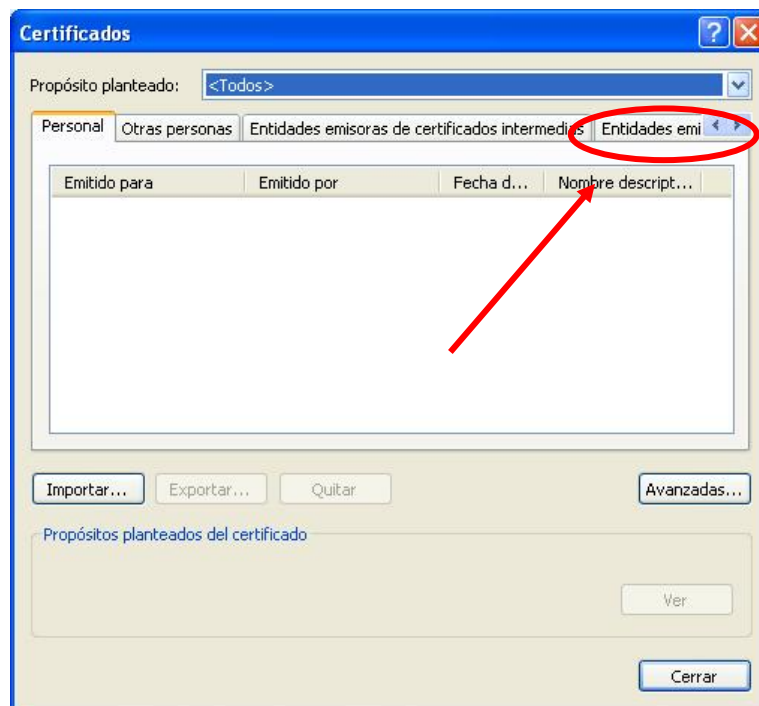 Certificados
Propósito planteado: <Todos>
Personal Otras personas Entidades emisoras de certificados intermedias Entidades emi
Emitido para Emitido por Fecha d... Nombre descript...
Importar... Exportar... Quitar Avanzadas...
Propósitos planteados del certificado
Ver
Cerrar